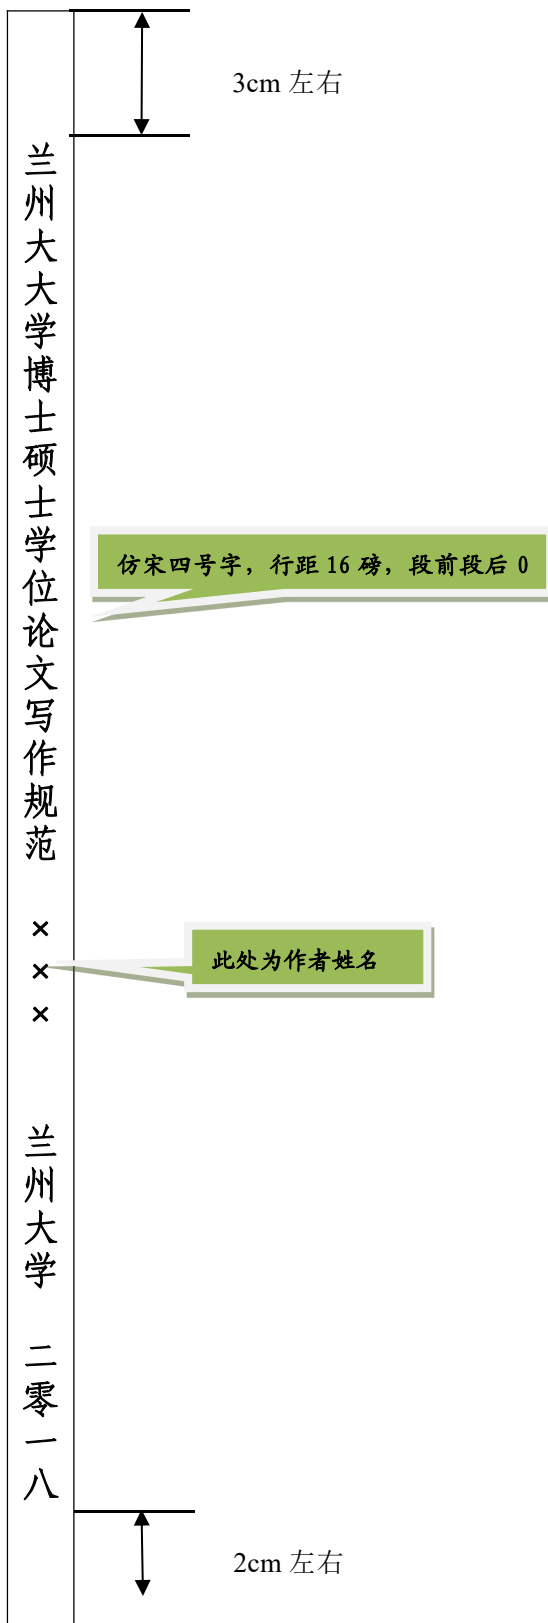 3cm 左右
兰州大大学博士硕士学位论文写作规范
仿宋四号字，行距 16 磅，段前段后 0
×××
此处为作者姓名
兰州大学
二零一八
2cm 左右